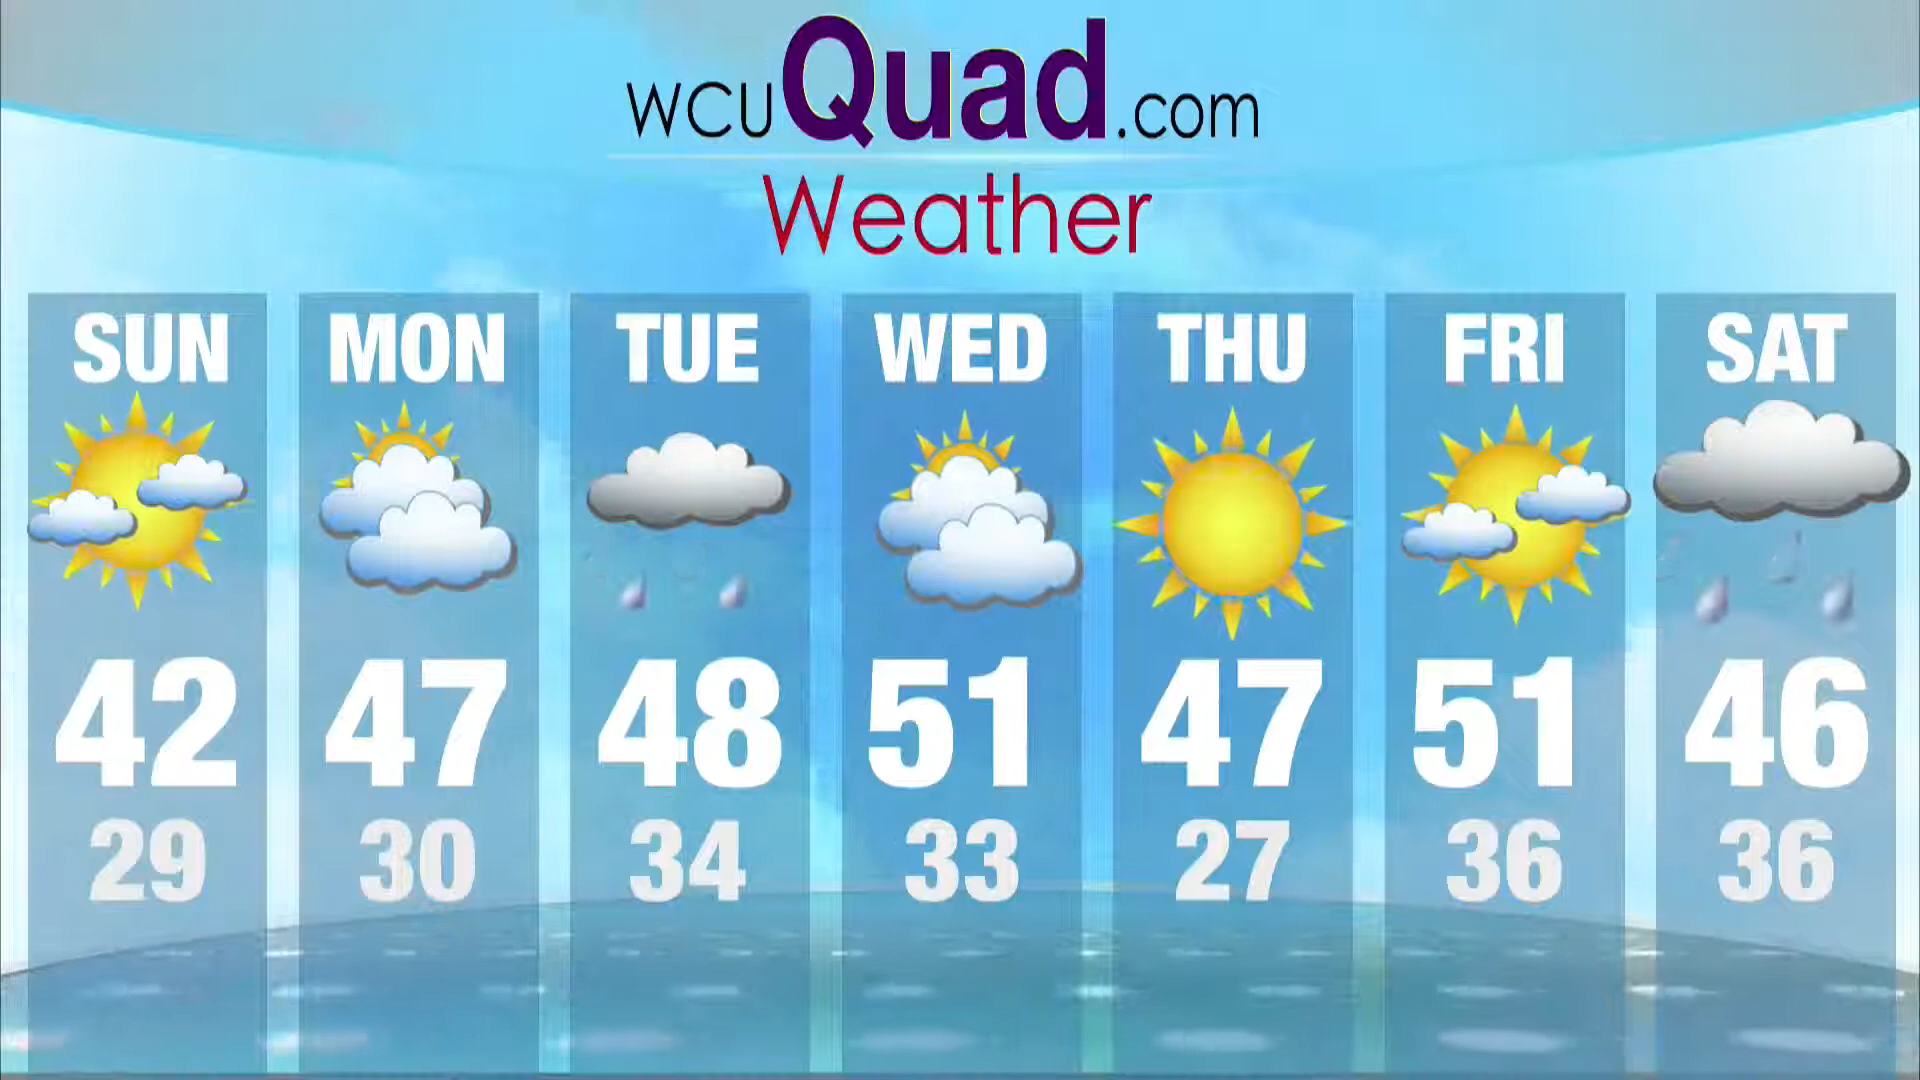 wcuQuad.com
Weather
SUN MON TUE WED THU FRI SAT
42 47 48 51 47 51 46
29 30 34 33 27 36 36